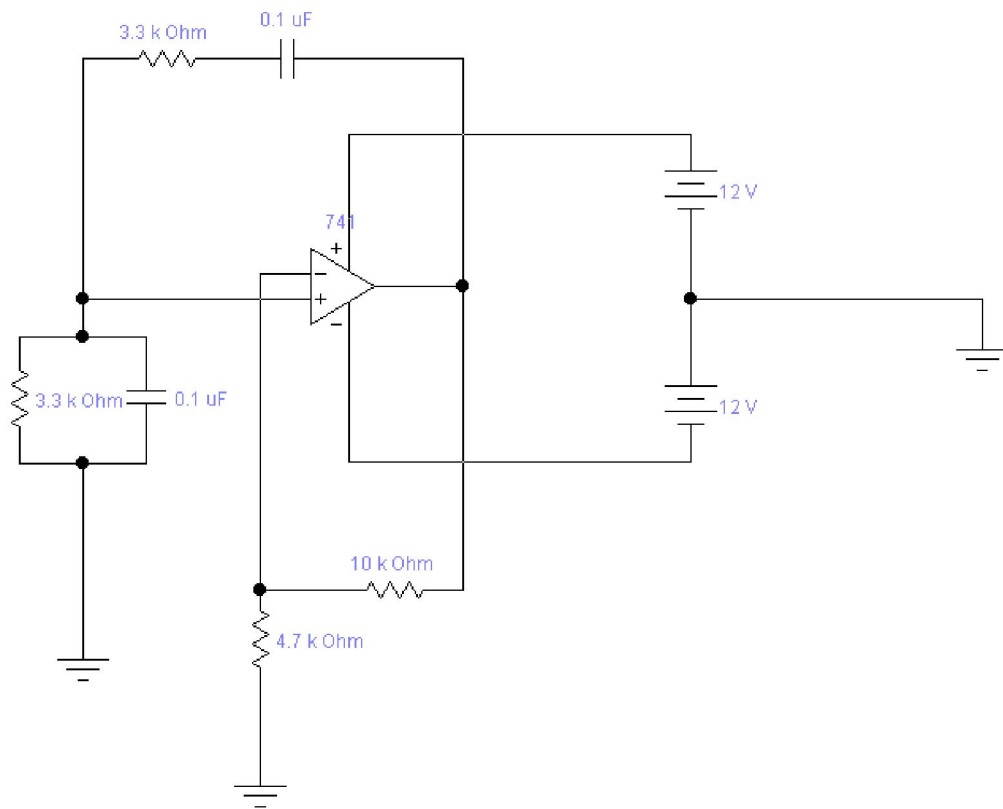 3.3 k Ohm
0.1 uF
12 V
741
+
−
+
−
3.3 k Ohm
0.1 uF
12 V
10 k Ohm
4.7 k Ohm